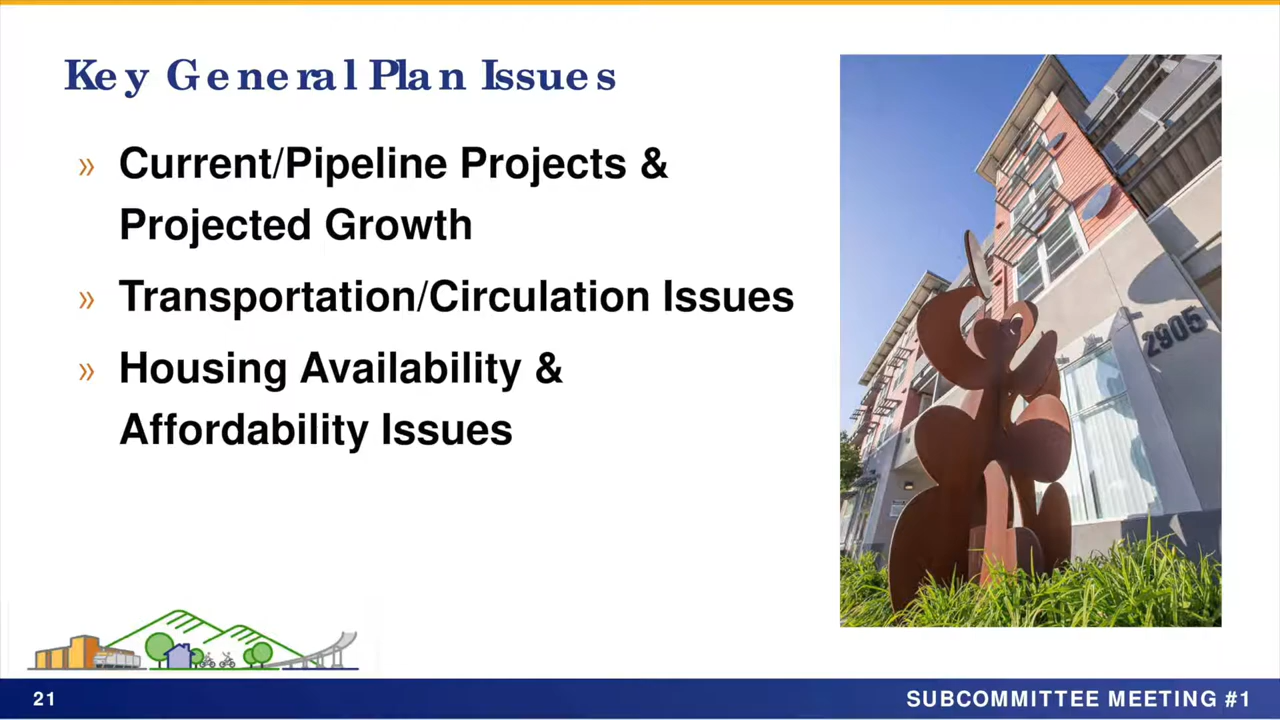 Key General Plan Issues
» Current/Pipeline Projects &
Projected Growth
» Transportation/Circulation Issues
» Housing Availability &
Affordability Issues
2905
21
SUBCOMMITTEE MEETING #1